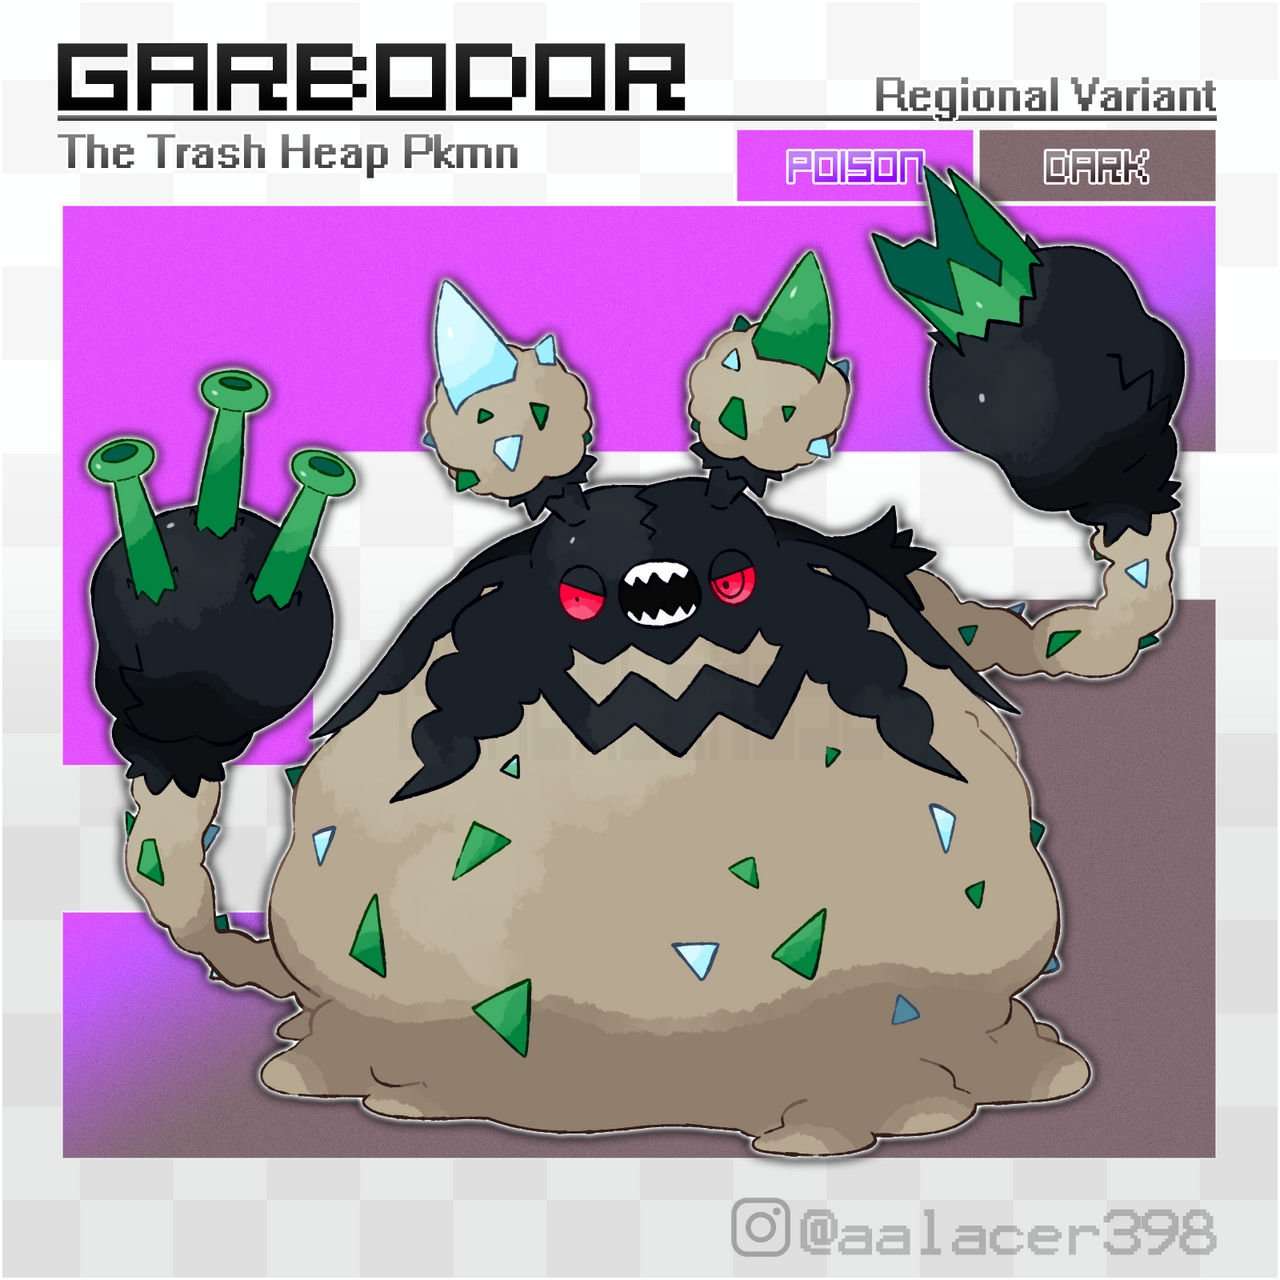 GARBODOR
Regional Variant
The Trash Heap Pkmn
POISON
DARK
@aalacer398